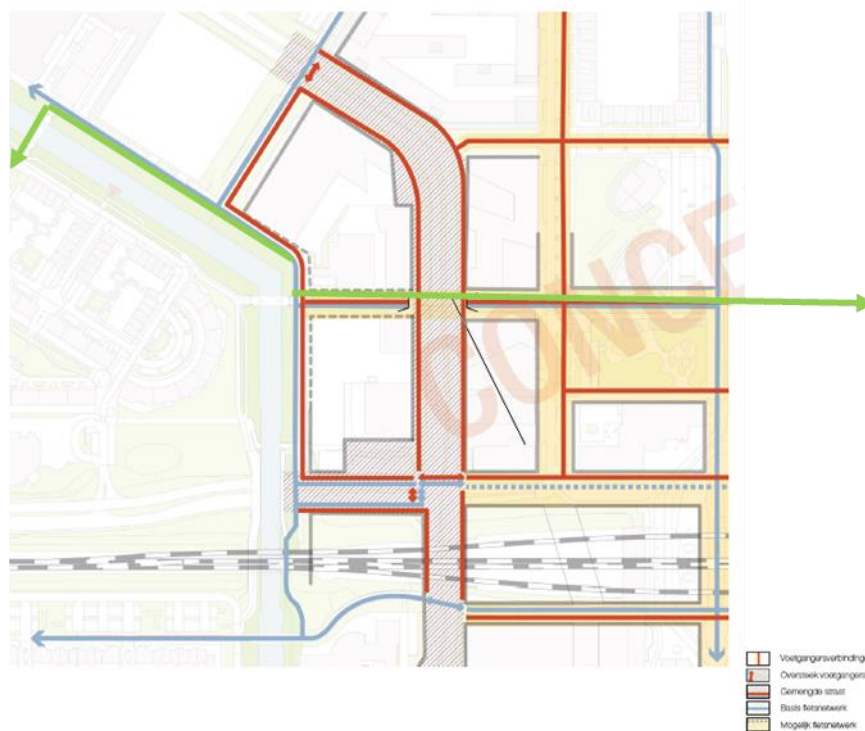 CONCE
Voetgangersverbinding
Oversteek voetgangers
Gemengde straat
Basis fietsnetwerk
Mogelijk fietsnetwerk